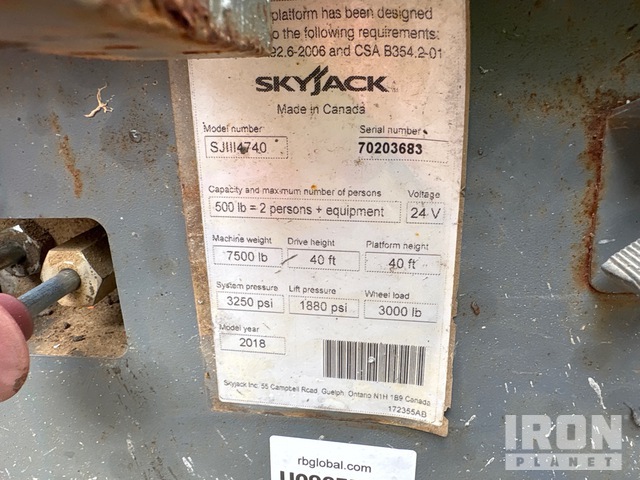 platform has been designed
to the following requirements:
92.6-2006 and CSA B354.2-01
SKYJACK
Made in Canada
Model number Serial number
SJIII4740 70203683
Capacity and maximum number of persons Voltage
500 lb = 2 persons + equipment 24 V
Machine weight Drive height Platform height
7500 lb 40 ft 40 ft
System pressure Lift pressure Wheel load
3250 psi 1880 psi 3000 lb
Model year
2018
Skyjack Inc. 55 Campbell Road, Guelph, Ontario N1H 1B9 Canada
172355AB
rbglobal.com
IRON
PLANET